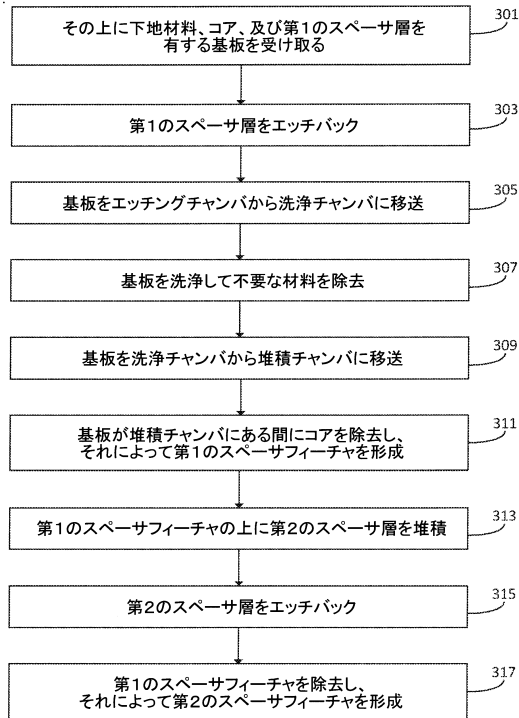 その上に下地材料、コア、及び第1のスペーサ層を
有する基板を受け取る
301
第1のスペーサ層をエッチバック
303
基板をエッチングチャンバから洗浄チャンバに移送
305
基板を洗浄して不要な材料を除去
307
基板を洗浄チャンバから堆積チャンバに移送
309
基板が堆積チャンバにある間にコアを除去し、
それによって第1のスペーサフィーチャを形成
311
第1のスペーサフィーチャの上に第2のスペーサ層を堆積
313
第2のスペーサ層をエッチバック
315
第1のスペーサフィーチャを除去し、
それによって第2のスペーサフィーチャを形成
317